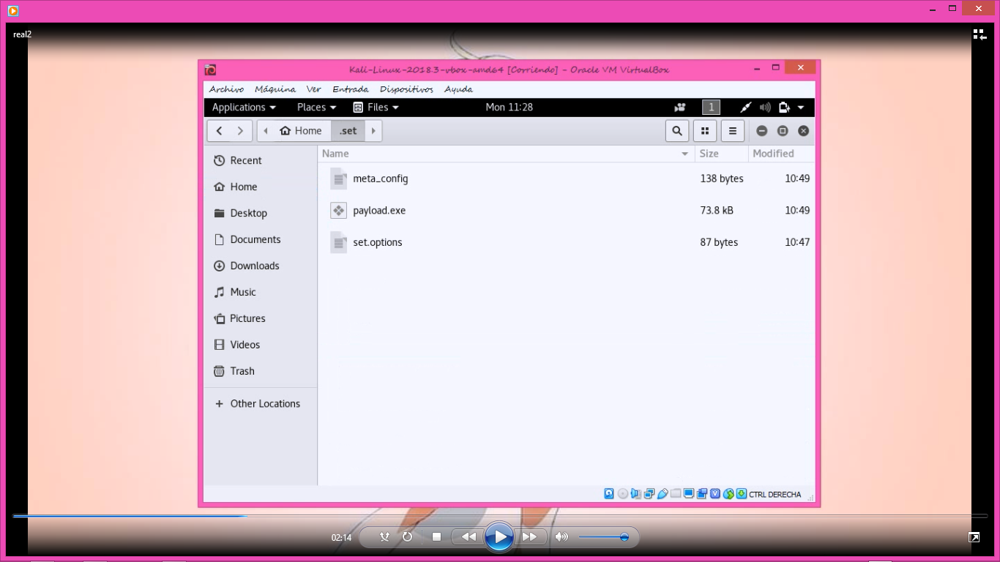 real2
Kali-Linux-2018.3-vbox-amd64 [Corriendo] - Oracle VM VirtualBox
Archivo Máquina Ver Entrada Dispositivos Ayuda
Applications Places Files Mon 11:28 1
Home .set
Name Size Modified
Recent
Home
Desktop
Documents
Downloads
Music
Pictures
Videos
Trash
+ Other Locations
meta_config 138 bytes 10:49
payload.exe 73.8 kB 10:49
set.options 87 bytes 10:47
CTRL DERECHA
02:14